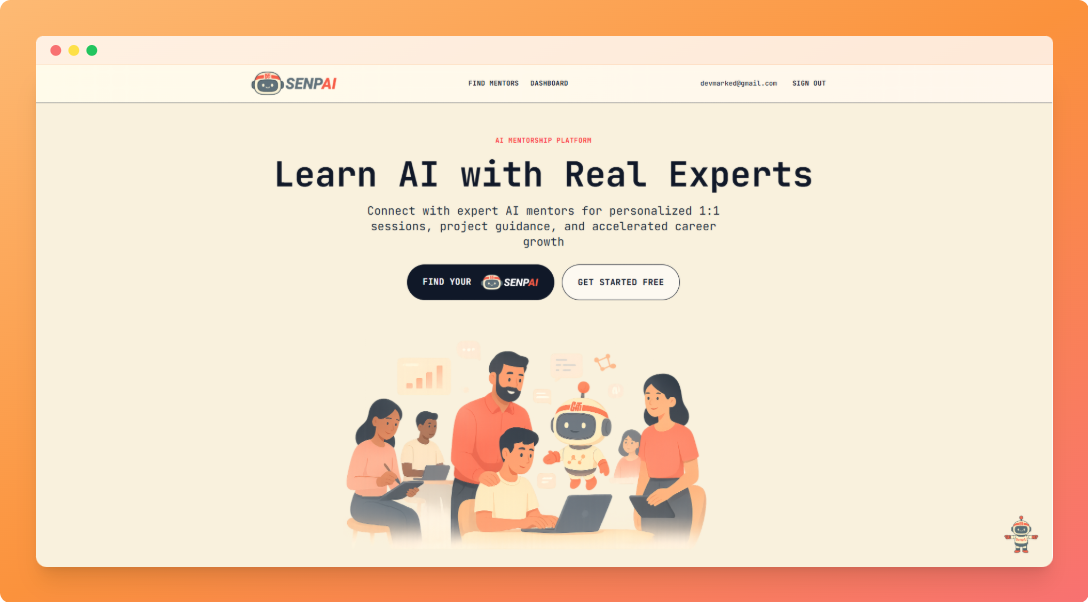 SENPAI
FIND MENTORS DASHBOARD
devmarked@gmail.com SIGN OUT
AI MENTORSHIP PLATFORM
Learn AI with Real Experts
Connect with expert AI mentors for personalized 1:1
sessions, project guidance, and accelerated career
growth
FIND YOUR SENPAI
GET STARTED FREE